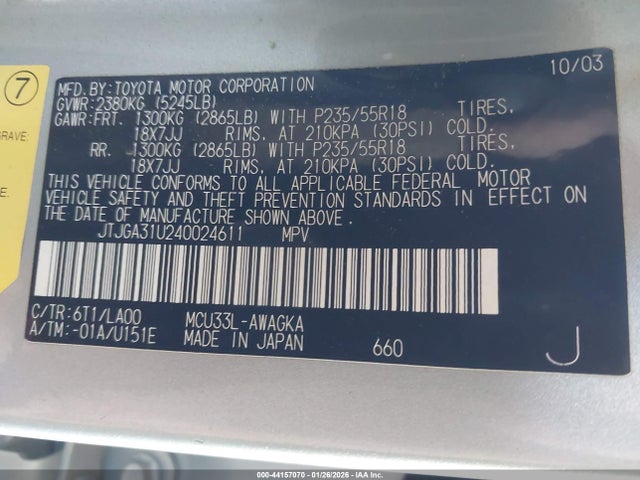 7
GRAVE:
MFD.BY:TOYOTA MOTOR CORPORATION 10/03
GVWR:2380KG (5245LB)
GAWR:FRT. 1300KG (2865LB) WITH P235/55R18 TIRES,
18X7JJ RIMS, AT 210KPA (30PSI) COLD.
RR. 1300KG (2865LB) WITH P235/55R18 TIRES,
18X7JJ RIMS, AT 210KPA (30PSI) COLD.
THIS VEHICLE CONFORMS TO ALL APPLICABLE FEDERAL MOTOR
VEHICLE SAFETY AND THEFT PREVENTION STANDARDS IN EFFECT ON
THE DATE OF MANUFACTURE SHOWN ABOVE.
JTJGA31U240024611 MPV
C/TR:6T1/LA00 MCU33L-AWAGKA
A/TM:-01A/U151E MADE IN JAPAN 660 J
000-44157070 | 01/26/2026 - IAA Inc.